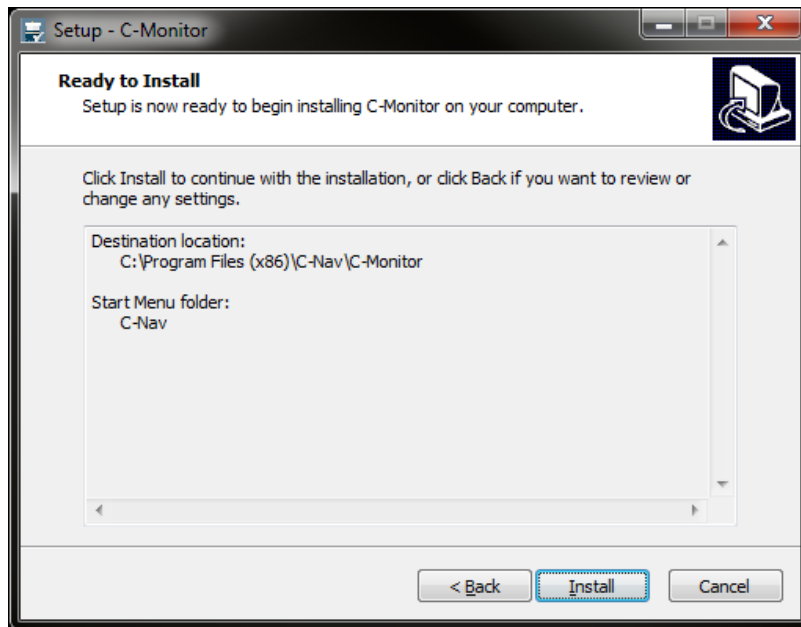 Setup - C-Monitor
Ready to Install
Setup is now ready to begin installing C-Monitor on your computer.
Click Install to continue with the installation, or click Back if you want to review or
change any settings.
Destination location:
C:\Program Files (x86)\C-Nav\C-Monitor
Start Menu folder:
C-Nav
< Back
Install
Cancel